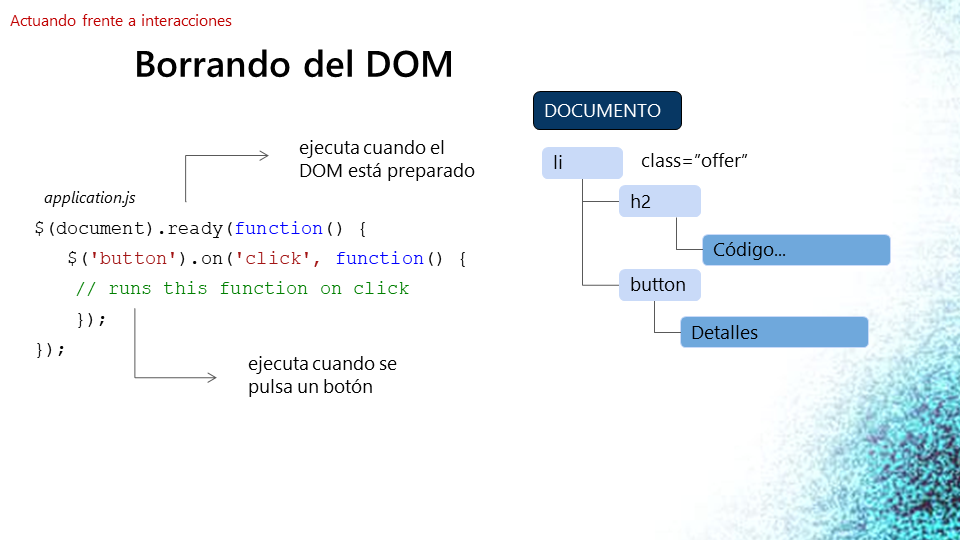 Actuando frente a interacciones
Borrando del DOM
ejecuta cuando el
DOM está preparado
application.js
$(document).ready(function() {
$('button').on('click', function() {
// runs this function on click
});
});
ejecuta cuando se
pulsa un botón
DOCUMENTO
li
class=”offer”
h2
Código...
button
Detalles